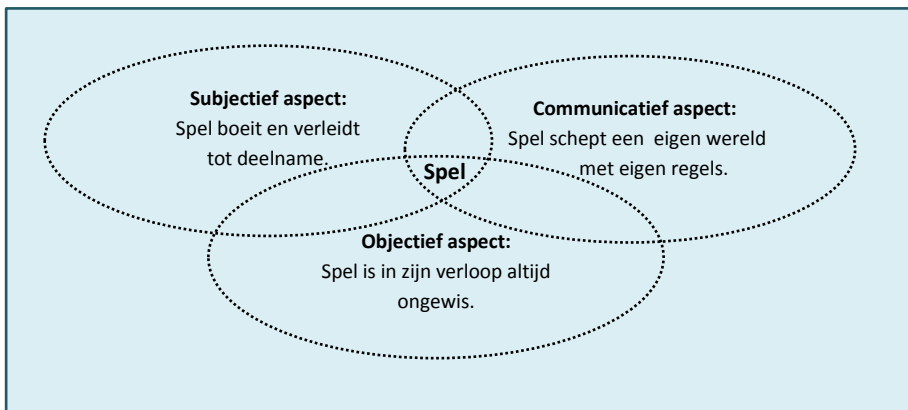 Subjectief aspect:
Spel boeit en verleidt
tot deelname.
Communicatief aspect:
Spel schept een eigen wereld
met eigen regels.
Spel
Objectief aspect:
Spel is in zijn verloop altijd
ongewis.